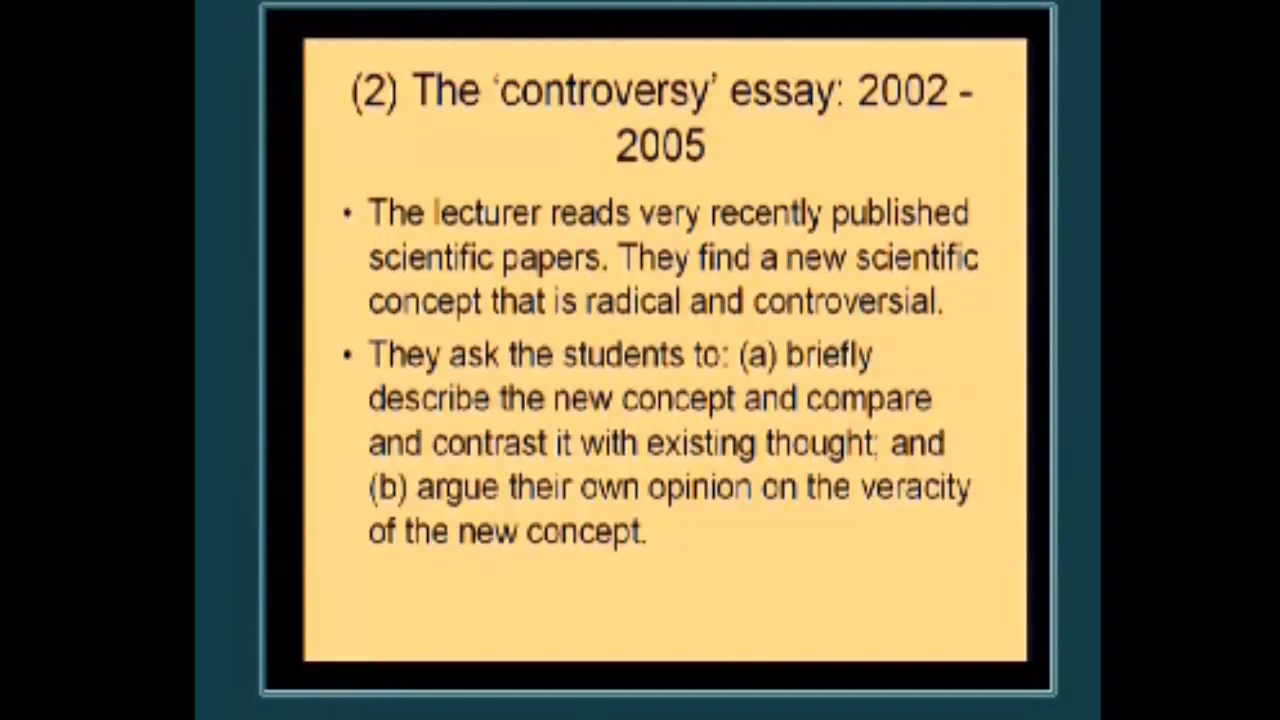 (2) The ‘controversy’ essay: 2002 -
2005
• The lecturer reads very recently published
scientific papers. They find a new scientific
concept that is radical and controversial.
• They ask the students to: (a) briefly
describe the new concept and compare
and contrast it with existing thought; and
(b) argue their own opinion on the veracity
of the new concept.